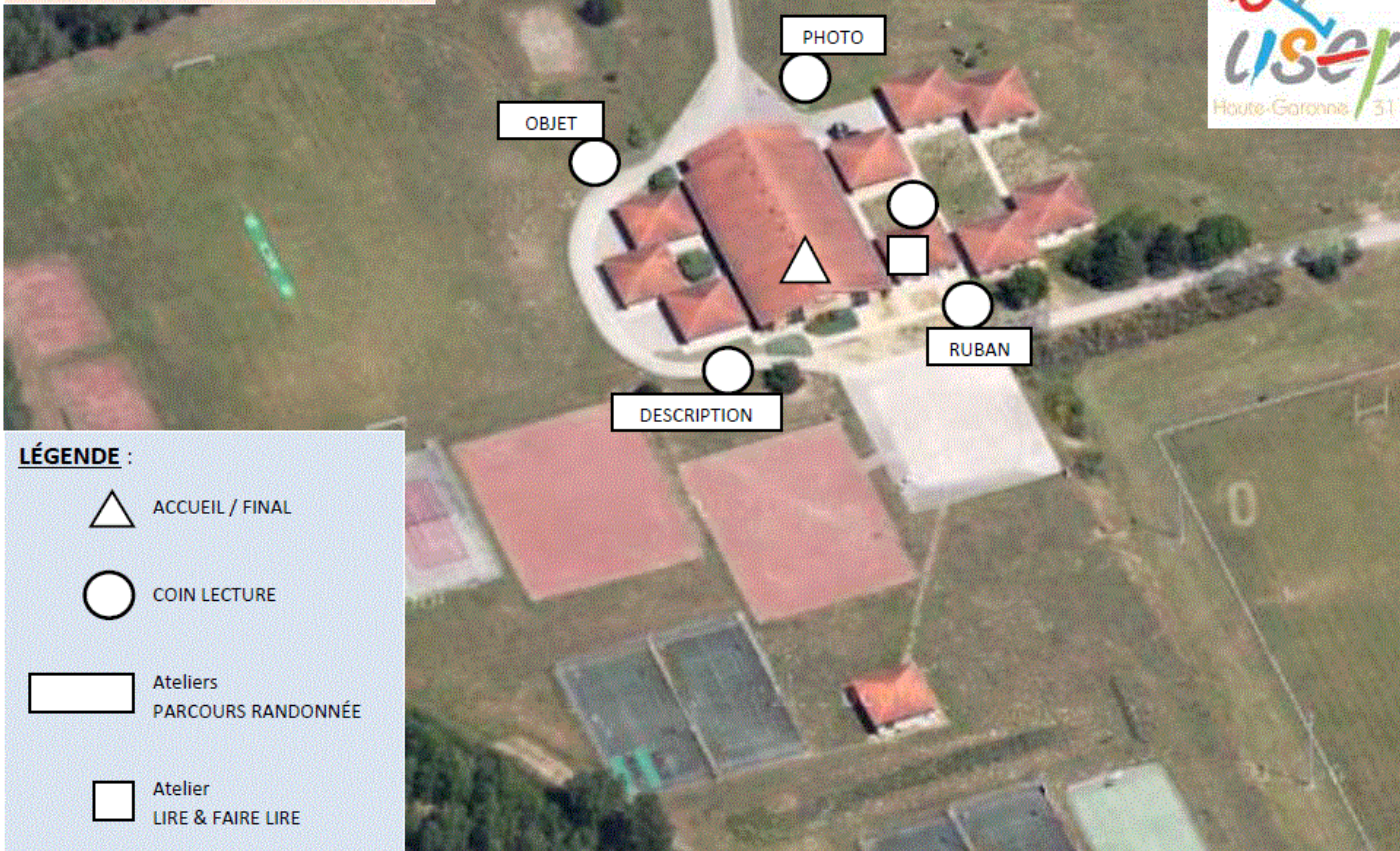 PHOTO
usep
Haute-Garonne 31
OBJET
RUBAN
DESCRIPTION
LÉGENDE :
ACCUEIL / FINAL
COIN LECTURE
Ateliers
PARCOURS RANDONNÉE
Atelier
LIRE & FAIRE LIRE